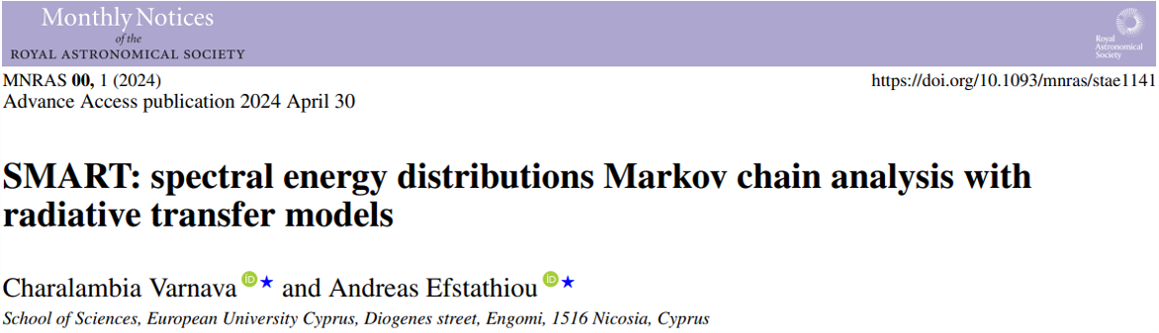 Monthly Notices
of the
ROYAL ASTRONOMICAL SOCIETY
Royal
Astronomical
Society
MNRAS 00, 1 (2024)
https://doi.org/10.1093/mnras/stae1141
Advance Access publication 2024 April 30
SMART: spectral energy distributions Markov chain analysis with
radiative transfer models
Charalambia Varnava iD★ and Andreas Efstathiou iD★
School of Sciences, European University Cyprus, Diogenes street, Engomi, 1516 Nicosia, Cyprus